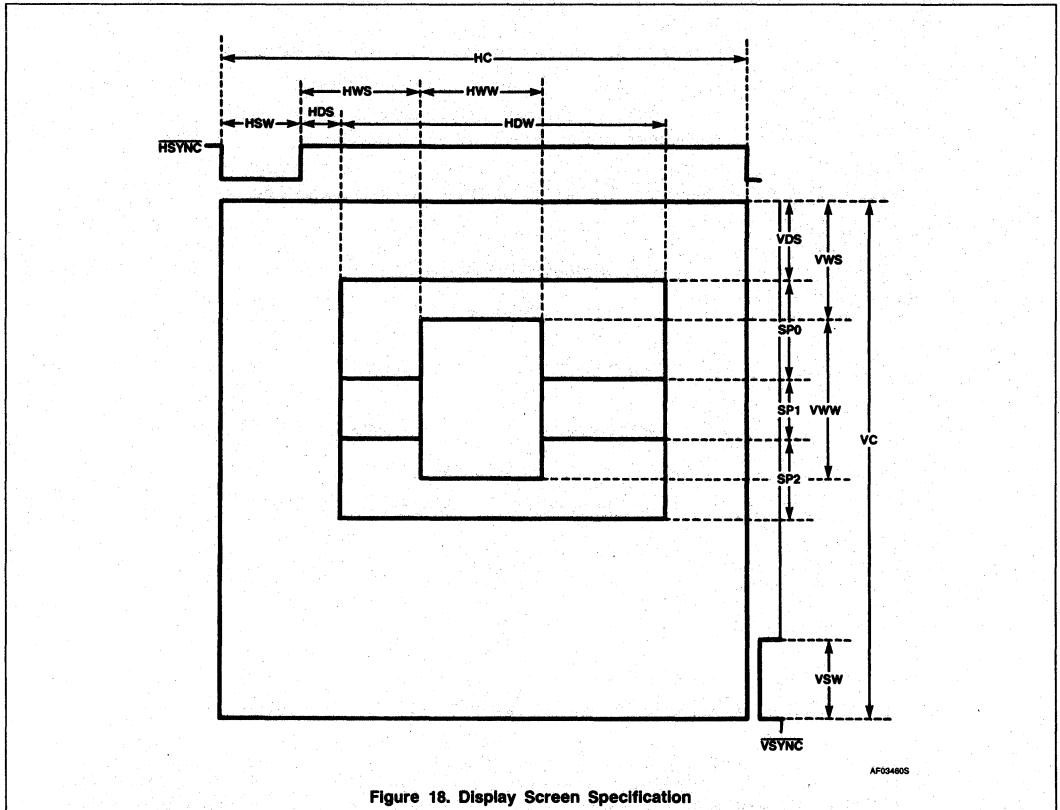 HC
HWS
HWW
HDS
HSW
HDW
HSYNC
VDS
VWS
SP0
SP1
VWW
VC
SP2
VSW
VSYNC
AF03460S
Figure 18. Display Screen Specification